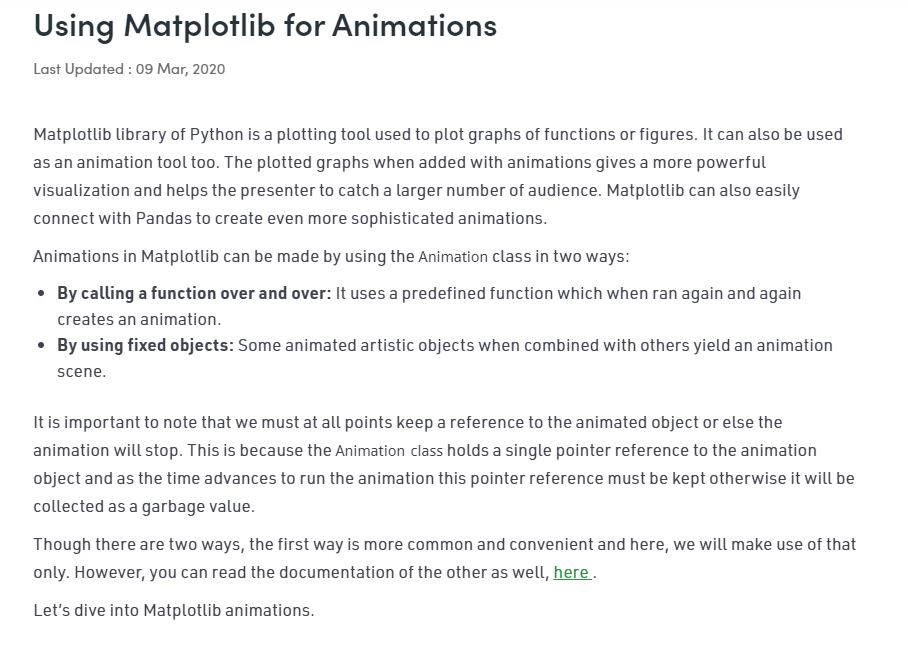 Using Matplotlib for Animations
Last Updated : 09 Mar, 2020
Matplotlib library of Python is a plotting tool used to plot graphs of functions or figures. It can also be used
as an animation tool too. The plotted graphs when added with animations gives a more powerful
visualization and helps the presenter to catch a larger number of audience. Matplotlib can also easily
connect with Pandas to create even more sophisticated animations.
Animations in Matplotlib can be made by using the Animation class in two ways:
• By calling a function over and over: It uses a predefined function which when ran again and again
creates an animation.
• By using fixed objects: Some animated artistic objects when combined with others yield an animation
scene.
It is important to note that we must at all points keep a reference to the animated object or else the
animation will stop. This is because the Animation class holds a single pointer reference to the animation
object and as the time advances to run the animation this pointer reference must be kept otherwise it will be
collected as a garbage value.
Though there are two ways, the first way is more common and convenient and here, we will make use of that
only. However, you can read the documentation of the other as well, here .
Let’s dive into Matplotlib animations.